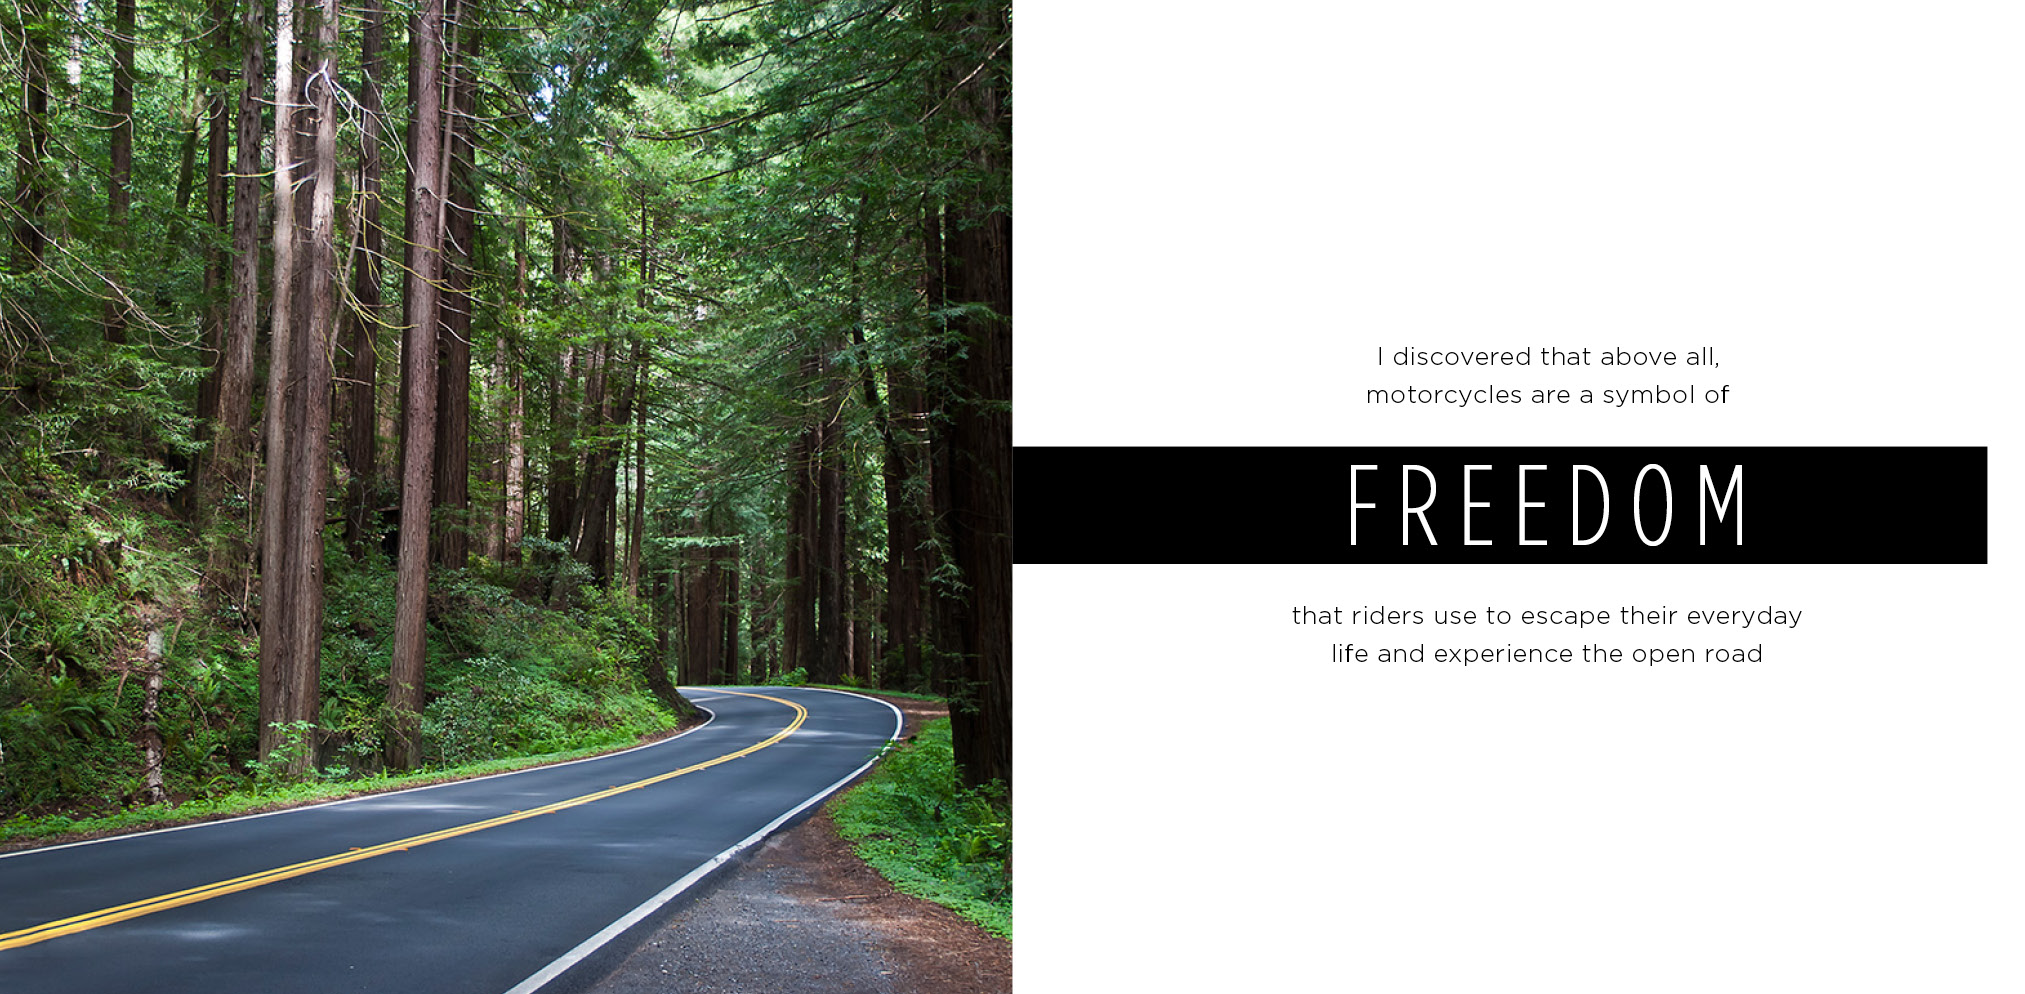 I discovered that above all,
motorcycles are a symbol of
FREEDOM
that riders use to escape their everyday
life and experience the open road